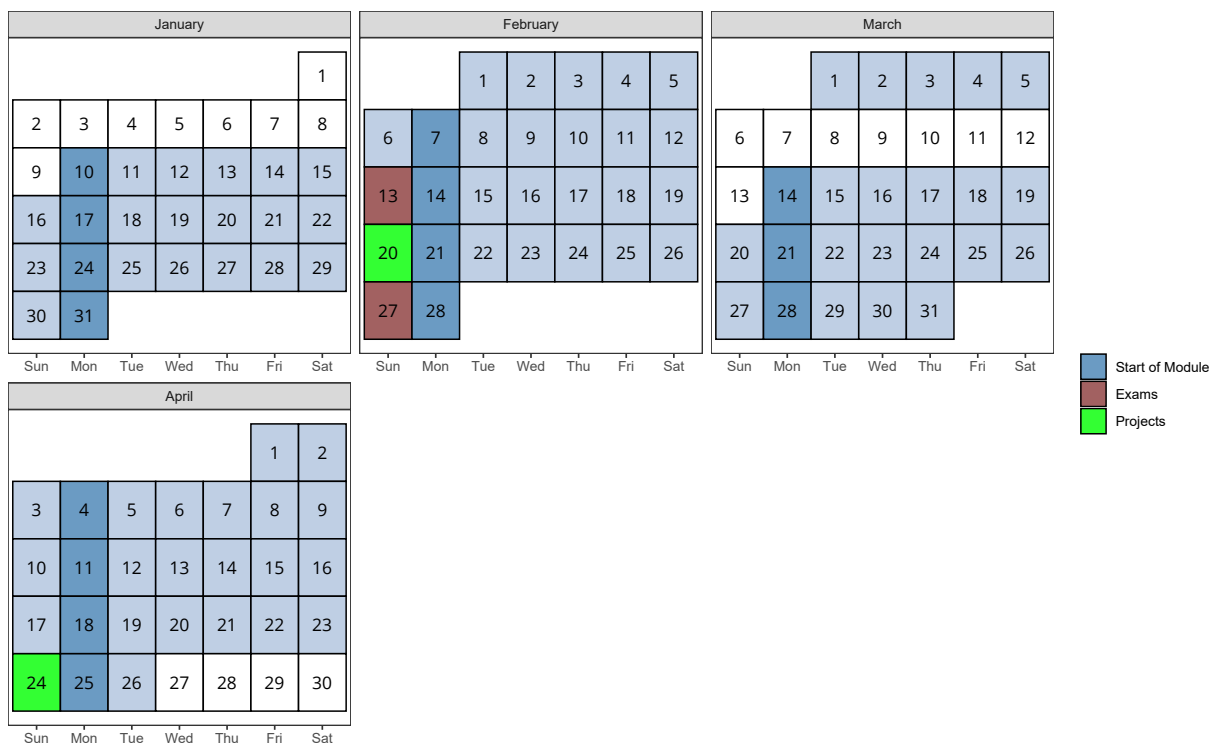 January
1
2 3 4 5 6 7 8
9 10 11 12 13 14 15
16 17 18 19 20 21 22
23 24 25 26 27 28 29
30 31
Sun Mon Tue Wed Thu Fri Sat
February
1 2 3 4 5
6 7 8 9 10 11 12
13 14 15 16 17 18 19
20 21 22 23 24 25 26
27 28
Sun Mon Tue Wed Thu Fri Sat
March
1 2 3 4 5
6 7 8 9 10 11 12
13 14 15 16 17 18 19
20 21 22 23 24 25 26
27 28 29 30 31
Sun Mon Tue Wed Thu Fri Sat
Start of Module
Exams
Projects
April
1 2
3 4 5 6 7 8 9
10 11 12 13 14 15 16
17 18 19 20 21 22 23
24 25 26 27 28 29 30
Sun Mon Tue Wed Thu Fri Sat